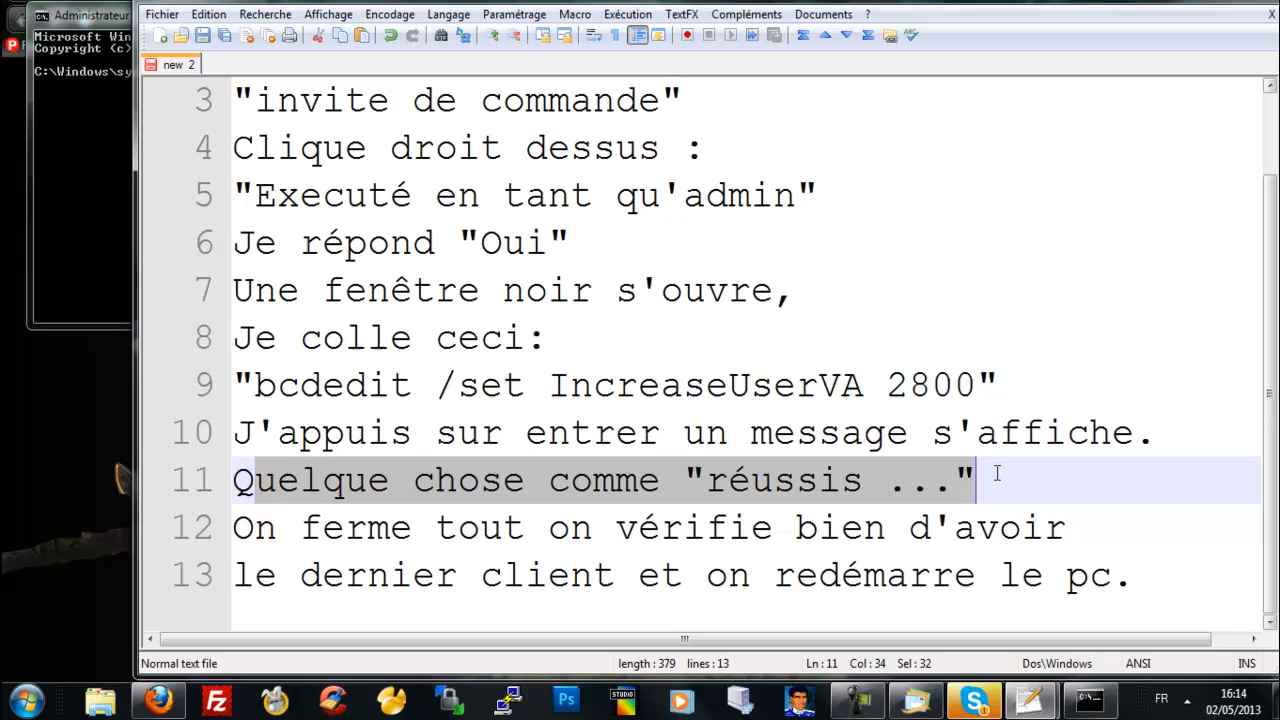 Administrateur
Fichier Edition Recherche Affichage Encodage Langage Paramétrage Macro Exécution TextFX Compléments Documents ? X
Microsoft Win
Copyright (c)
C:\Windows\sy
new 2
3 "invite de commande"
4 Clique droit dessus :
5 "Executé en tant qu'admin"
6 Je répond "Oui"
7 Une fenêtre noir s'ouvre,
8 Je colle ceci:
9 "bcdedit /set IncreaseUserVA 2800"
10 J'appuis sur entrer un message s'affiche.
11 Quelque chose comme "réussis ..."
12 On ferme tout on vérifie bien d'avoir
13 le dernier client et on redémarre le pc.
Normal text file length : 379 lines : 13 Ln : 11 Col : 34 Sel : 32 Dos\Windows ANSI INS
Fz Ps STUDIO S FR 16:14
02/05/2013